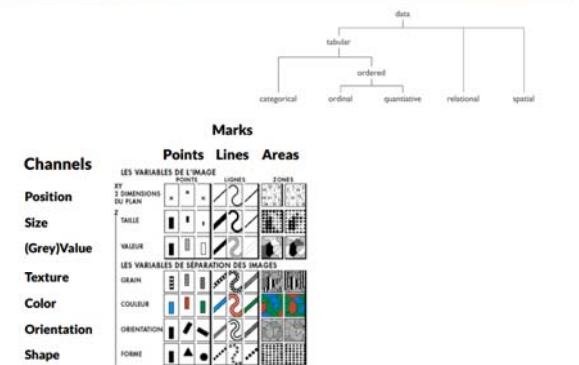 data
tabular
ordered
categorical ordinal quantiative relational spatial
Marks
Channels
Points Lines Areas
LES VARIABLES DE L'IMAGE
POINTS LIGNES ZONES
Position
XY
2 DIMENSIONS
DU PLAN
Size
Z
TAILLE
(Grey)Value
VALEUR
LES VARIABLES DE SÉPARATION DES IMAGES
Texture
GRAIN
Color
COULEUR
Orientation
ORIENTATION
Shape
FORME